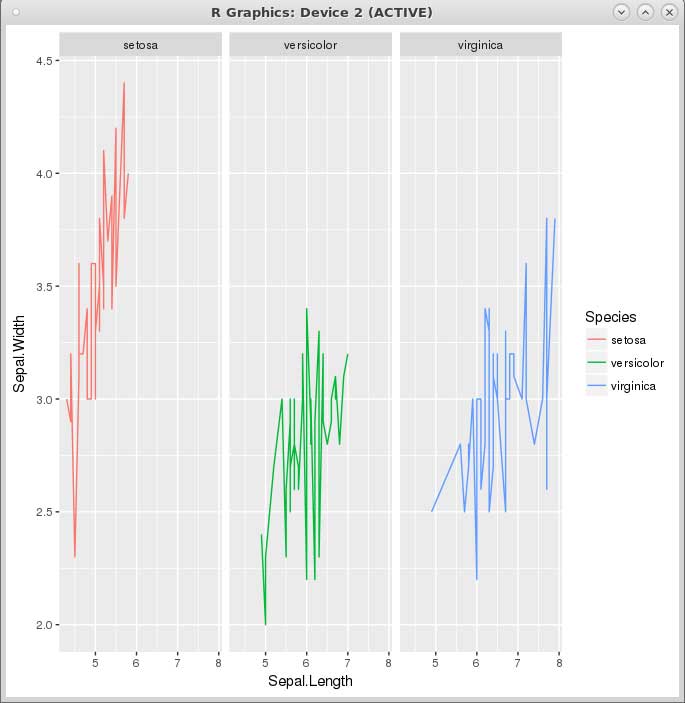 R Graphics: Device 2 (ACTIVE)
setosa versicolor virginica
4.5
4.0
3.5
3.0
2.5
2.0
Sepal.Width
5 6 7 8 5 6 7 8 5 6 7 8
Sepal.Length
Species
setosa
versicolor
virginica